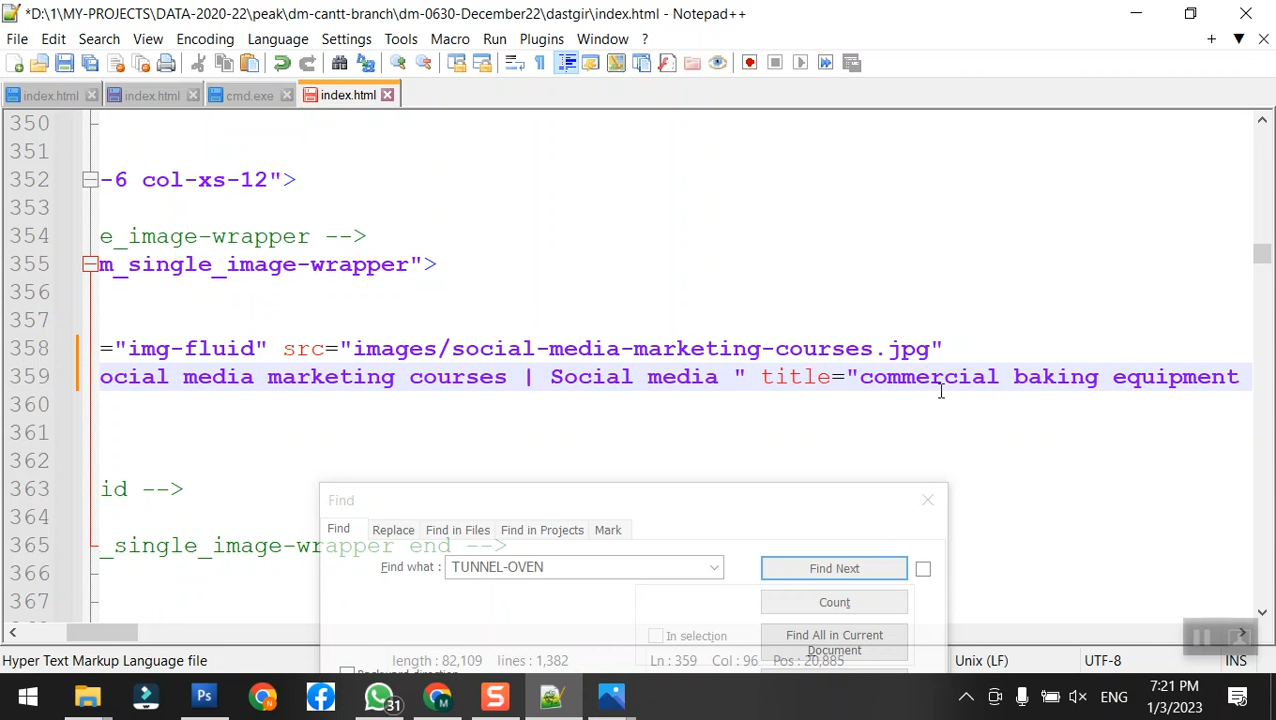 *D:\1\MY-PROJECTS\DATA-2020-22\peak\dm-cantt-branch\dm-0630-December22\dastgir\index.html - Notepad++
File Edit Search View Encoding Language Settings Tools Macro Run Plugins Window ?
index.html index.html cmd.exe index.html
350
351
352 -6 col-xs-12">
353
354 e_image-wrapper -->
355 m_single_image-wrapper">
356
357
358 ="img-fluid" src="images/social-media-marketing-courses.jpg"
359 ocial media marketing courses | Social media " title="commercial baking equipment
360
361
362
363 id -->
364
365 _single_image-wrapper end -->
366
367
Find
Find Replace Find in Files Find in Projects Mark
Find what : TUNNEL-OVEN Find Next
Count
In selection Find All in Current Document
Backward direction
Hyper Text Markup Language file length : 82,109 lines : 1,382 Ln : 359 Col : 96 Pos : 20,885 Unix (LF) UTF-8 INS
Ps 31 M S ENG 7:21 PM
1/3/2023